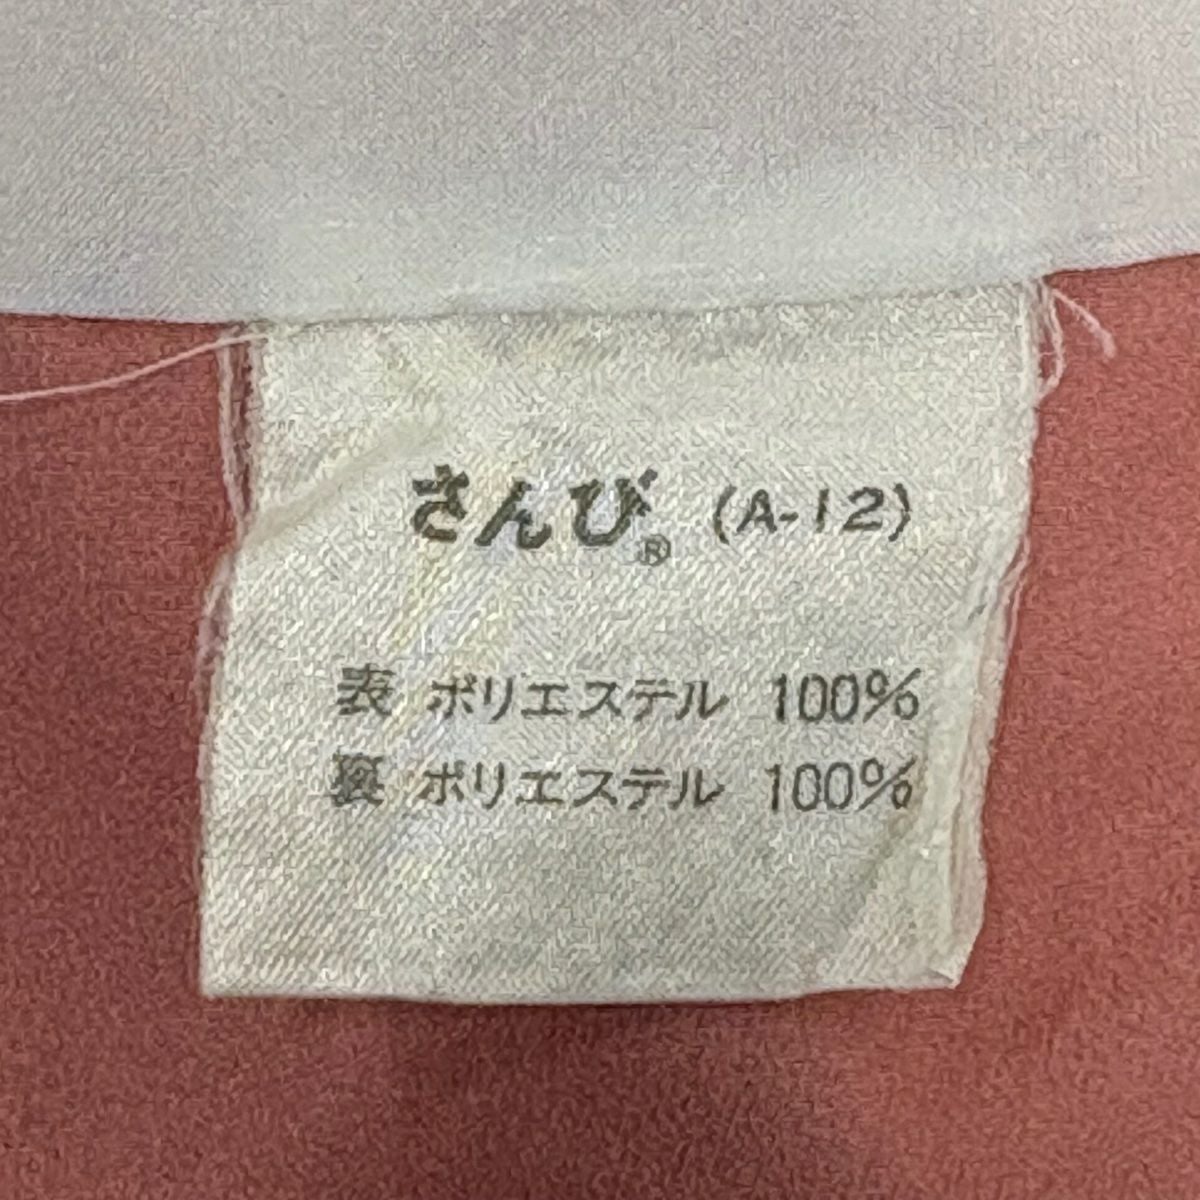 さんび® (A-12)
表 ポリエステル 100%
裏 ポリエステル 100%